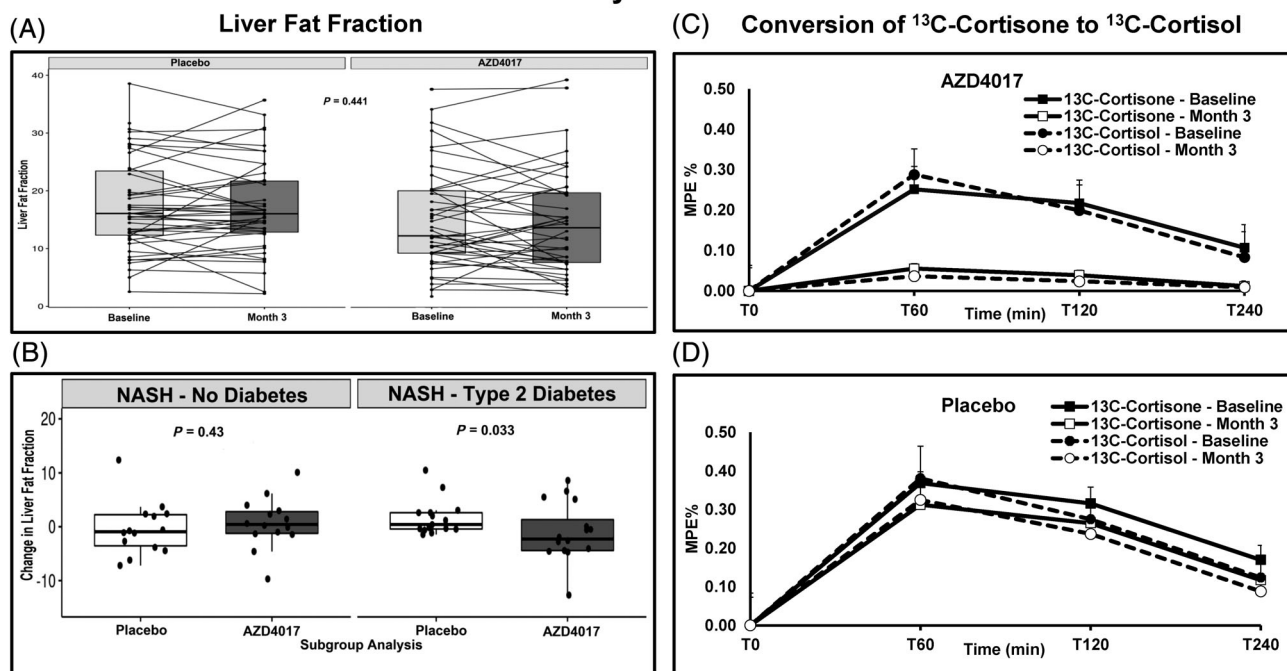 (A)
Liver Fat Fraction
Placebo
AZD4017
P = 0.441
40
30
20
10
0
Liver Fat Fraction
Baseline
Month 3
Baseline
Month 3
(B)
NASH - No Diabetes
NASH - Type 2 Diabetes
P = 0.43
P = 0.033
20
10
0
-10
Change in Liver Fat Fraction
Placebo
AZD4017
Placebo
AZD4017
Subgroup Analysis
(C)
Conversion of ¹³C-Cortisone to ¹³C-Cortisol
AZD4017
13C-Cortisone - Baseline
13C-Cortisone - Month 3
13C-Cortisol - Baseline
13C-Cortisol - Month 3
0.50
0.40
0.30
0.20
0.10
0.00
MPE %
T0
T60
T120
T240
Time (min)
(D)
Placebo
13C-Cortisone - Baseline
13C-Cortisone - Month 3
13C-Cortisol - Baseline
13C-Cortisol - Month 3
0.50
0.40
0.30
0.20
0.10
0.00
MPE%
T0
T60
T120
T240
Time (min)